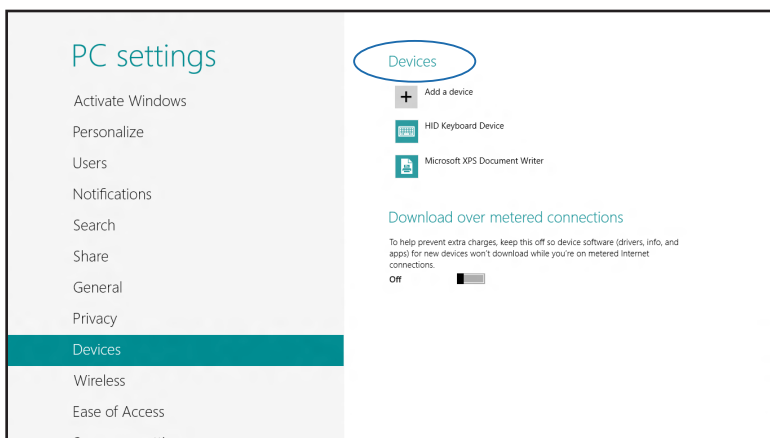 PC settings
Activate Windows
Personalize
Users
Notifications
Search
Share
General
Privacy
Devices
Wireless
Ease of Access
Devices
Add a device
HID Keyboard Device
Microsoft XPS Document Writer
Download over metered connections
To help prevent extra charges, keep this off so device software (drivers, info, and
apps) for new devices won't download while you're on metered Internet
connections.
Off